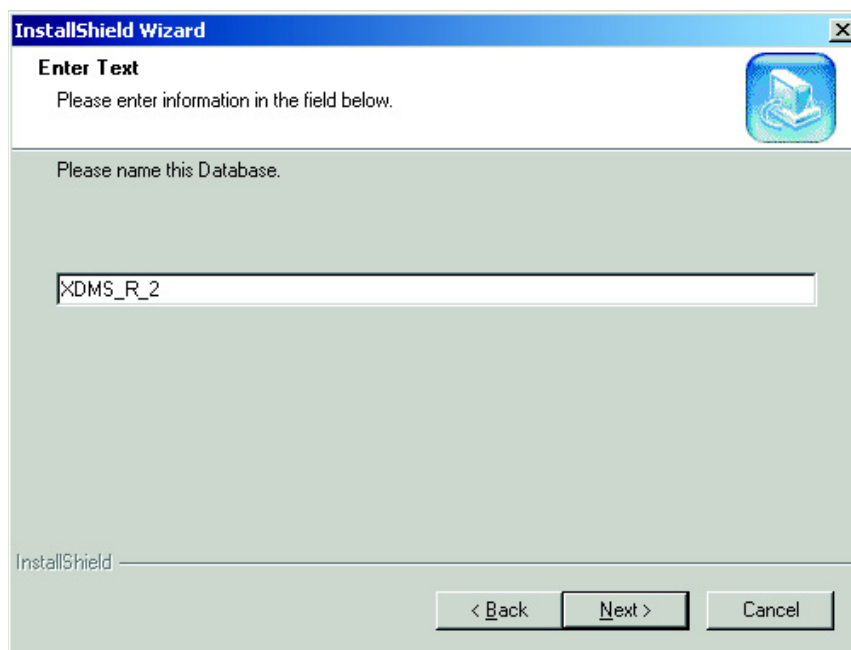 InstallShield Wizard
Enter Text
Please enter information in the field below.
Please name this Database.
XDMS_R_2
InstallShield
< Back
Next >
Cancel